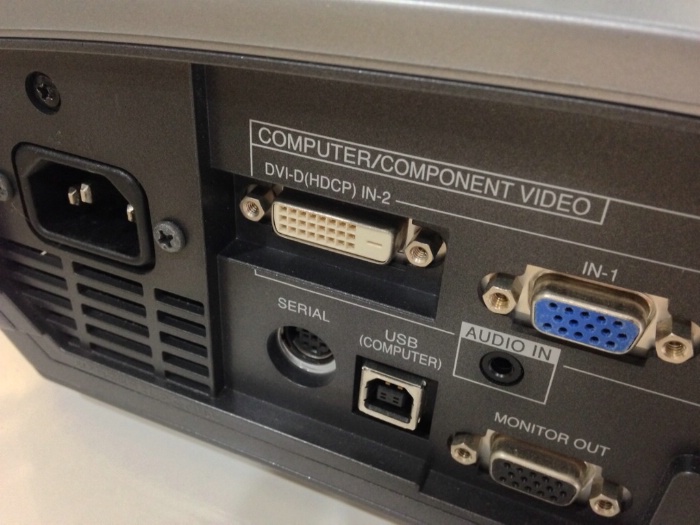 COMPUTER/COMPONENT VIDEO
DVI-D(HDCP) IN-2
IN-1
SERIAL
USB
(COMPUTER)
AUDIO IN
MONITOR OUT